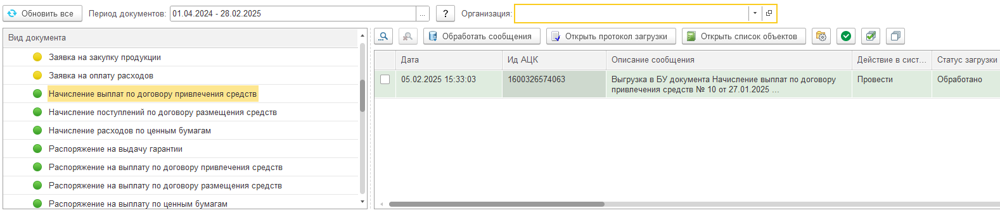 Обновить все Период документов: 01.04.2024 - 28.02.2025 ... ? Организация:
Вид документа
Заявка на закупку продукции
Заявка на оплату расходов
Начисление выплат по договору привлечения средств
Начисление поступлений по договору размещения средств
Начисление расходов по ценным бумагам
Распоряжение на выдачу гарантии
Распоряжение на выплату по договору привлечения средств
Распоряжение на выплату по договору размещения средств
Распоряжение на выплату по ценным бумагам
Обработать сообщения Открыть протокол загрузки Открыть список объектов
Дата Ид АЦК Описание сообщения Действие в сист... Статус загрузки
05.02.2025 15:33:03 1600326574063 Выгрузка в БУ документа Начисление выплат по договору Провести Обработано
привлечения средств № 10 от 27.01.2025 ...